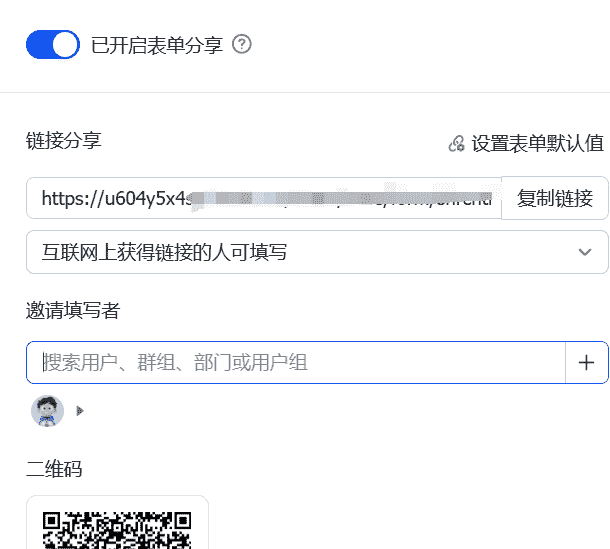 已开启表单分享
链接分享
设置表单默认值
https://u604y5x4s
复制链接
互联网上获得链接的人可填写
邀请填写者
搜索用户、群组、部门或用户组
二维码